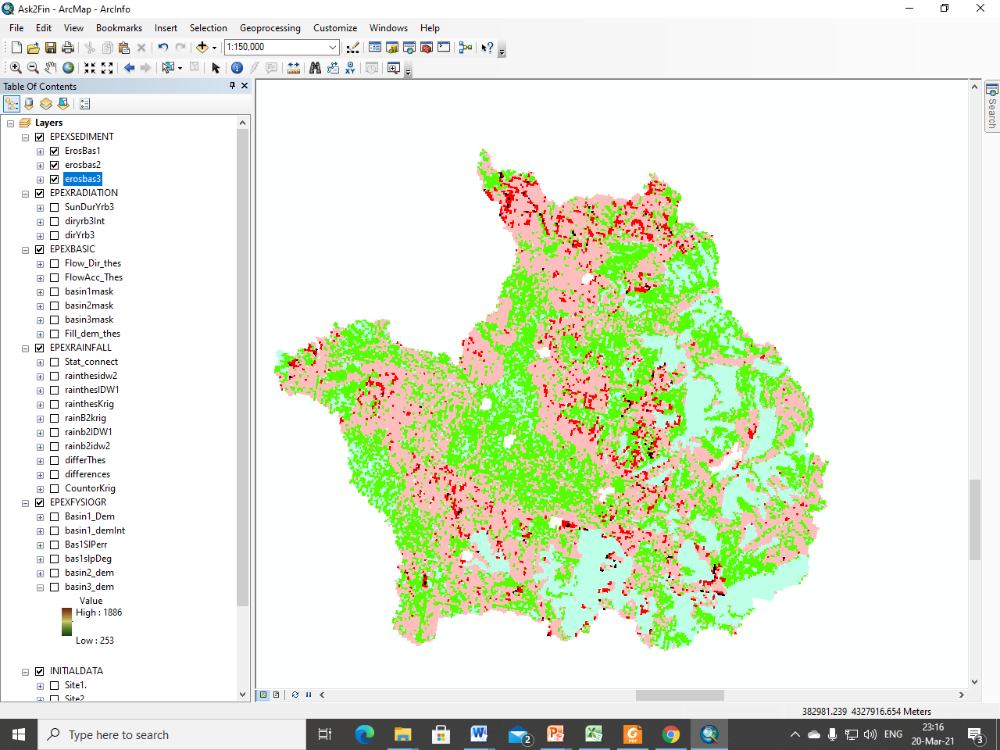 Ask2Fin - ArcMap - ArcInfo
File Edit View Bookmarks Insert Selection Geoprocessing Customize Windows Help
1:150,000
Table Of Contents
Layers
EPEXSEDIMENT
ErosBas1
erosbas2
erosbas3
EPEXRADIATION
SunDurYrb3
diryrb3Int
dirYrb3
EPEXBASIC
Flow_Dir_thes
FlowAcc_Thes
basin1mask
basin2mask
basin3mask
Fill_dem_thes
EPEXRAINFALL
Stat_connect
rainthesidw2
rainthesIDW1
rainthesKrig
rainB2krig
rainb2IDW1
rainb2idw2
differThes
differences
CountorKrig
EPEXFYSIOGR
Basin1_Dem
basin1_demInt
Bas1SlPerr
bas1slpDeg
basin2_dem
basin3_dem
Value
High : 1886
Low : 253
INITIALDATA
Site1.
Site2
Search
382981.239 4327916.654 Meters
Type here to search
2
ENG
23:16
20-Mar-21
3